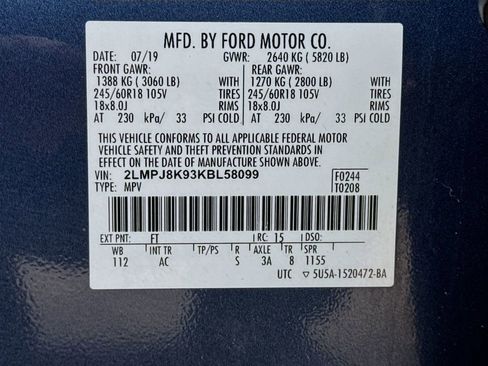 MFD. BY FORD MOTOR CO.
DATE: 07/19 GVWR: 2640 KG ( 5820 LB)
FRONT GAWR: REAR GAWR:
1388 KG ( 3060 LB) WITH 1270 KG ( 2800 LB) WITH
245/60R18 105V TIRES 245/60R18 105V TIRES
18x8.0J RIMS 18x8.0J RIMS
AT 230 kPa/ 33 PSI COLD AT 230 kPa/ 33 PSI COLD
THIS VEHICLE CONFORMS TO ALL APPLICABLE FEDERAL MOTOR
VEHICLE SAFETY AND THEFT PREVENTION STANDARDS IN
EFFECT ON THE DATE OF MANUFACTURE SHOWN ABOVE.
VIN: 2LMPJ8K93KBL58099 F0244
TYPE: MPV T0208
EXT PNT: FT RC: 15 DSO:
WB INT TR TP/PS R AXLE TR SPR
112 AC S 3A 8 1155
UTC ▽5U5A-1520472-BA